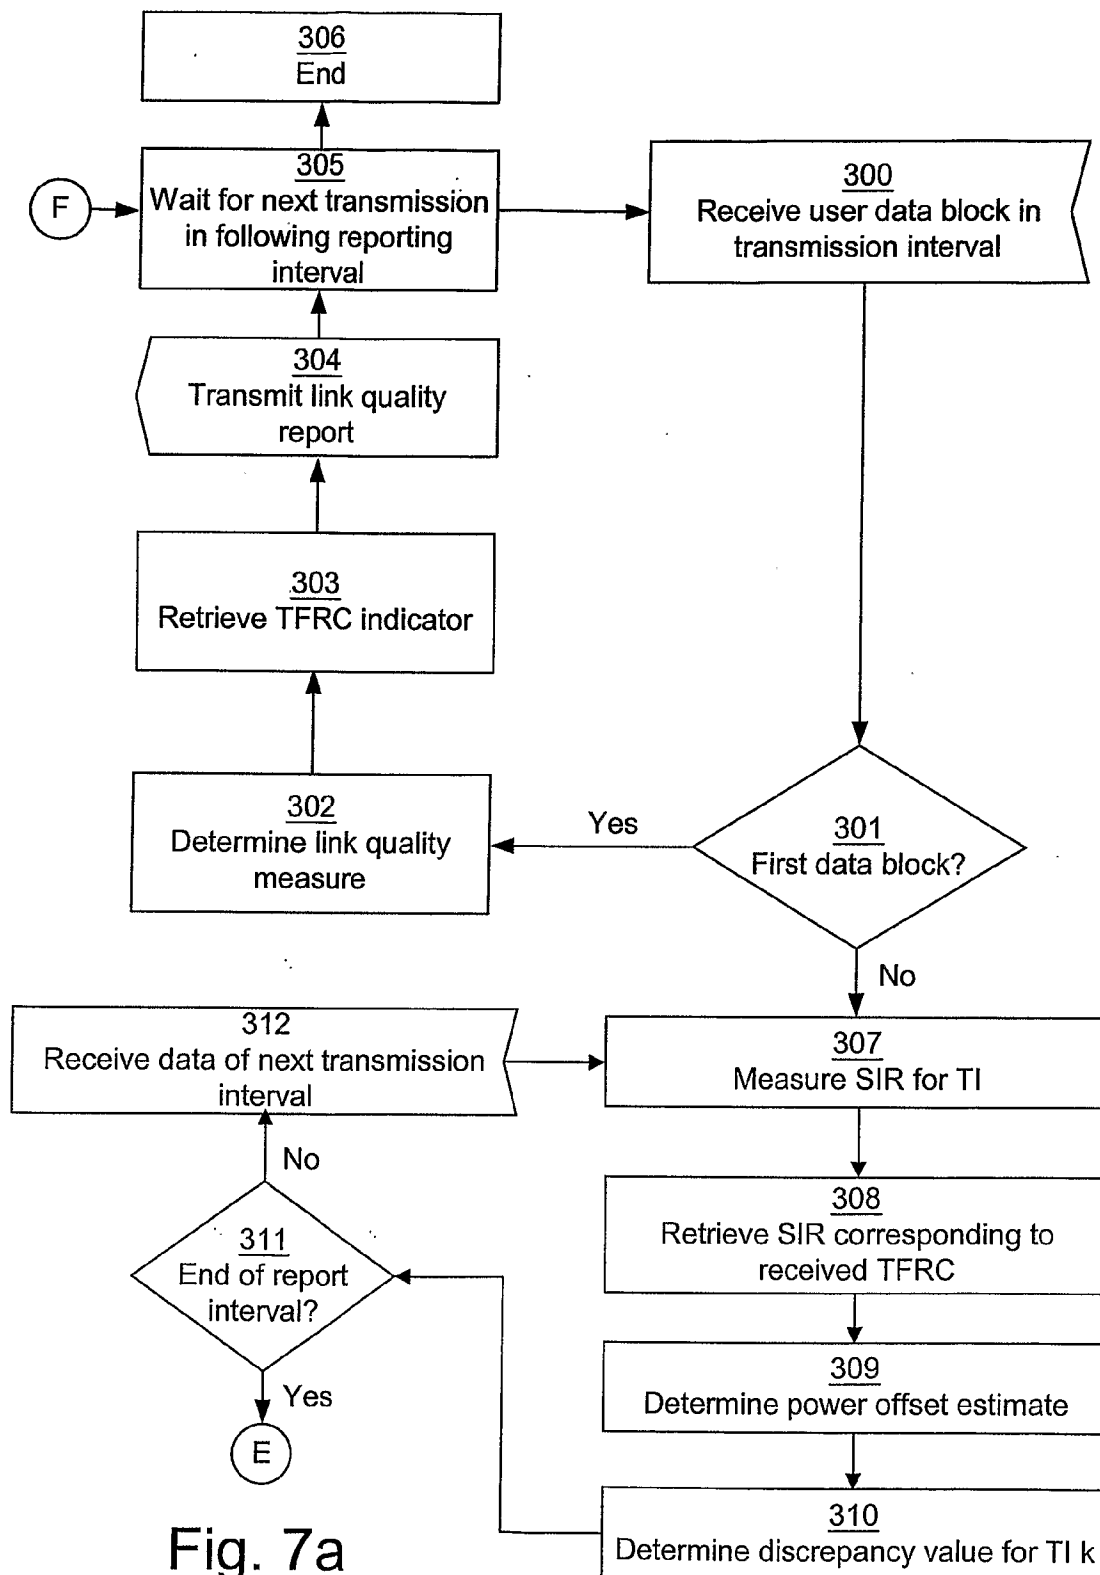 306
End
305
Wait for next transmission
in following reporting
interval
F
300
Receive user data block in
transmission interval
304
Transmit link quality
report
303
Retrieve TFRC indicator
302
Determine link quality
measure
Yes
301
First data block?
No
312
Receive data of next transmission
interval
307
Measure SIR for TI
No
308
Retrieve SIR corresponding to
received TFRC
311
End of report
interval?
309
Determine power offset estimate
Yes
E
310
Determine discrepancy value for TI k
Fig. 7a